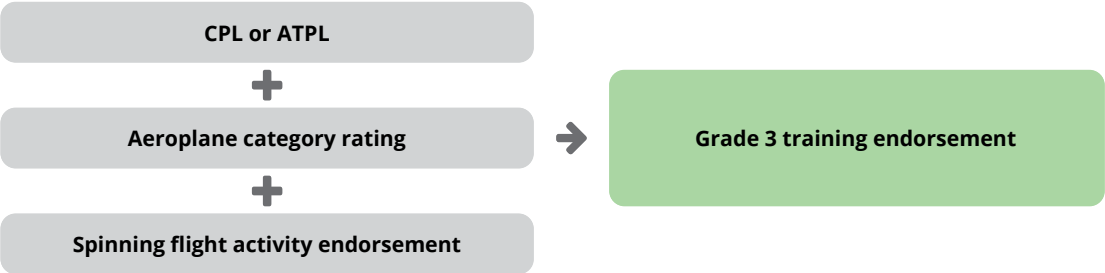 CPL or ATPL
Aeroplane category rating
Grade 3 training endorsement
Spinning flight activity endorsement